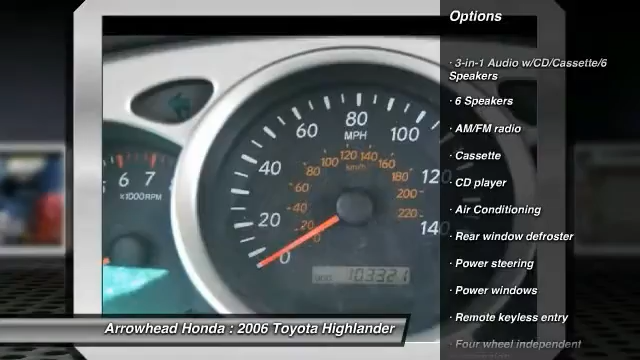 Options
· 3-in-1 Audio w/CD/Cassette/6
Speakers
· 6 Speakers
· AM/FM radio
· Cassette
· CD player
· Air Conditioning
· Rear window defroster
· Power steering
· Power windows
· Remote keyless entry
· Four wheel independent
0 20 40 60 80 100 120 140
MPH
0 20 40 60 80 100 120 140 160 180 200 220
km/h
6 7
x1000RPM
ODO 103321
Arrowhead Honda : 2006 Toyota Highlander